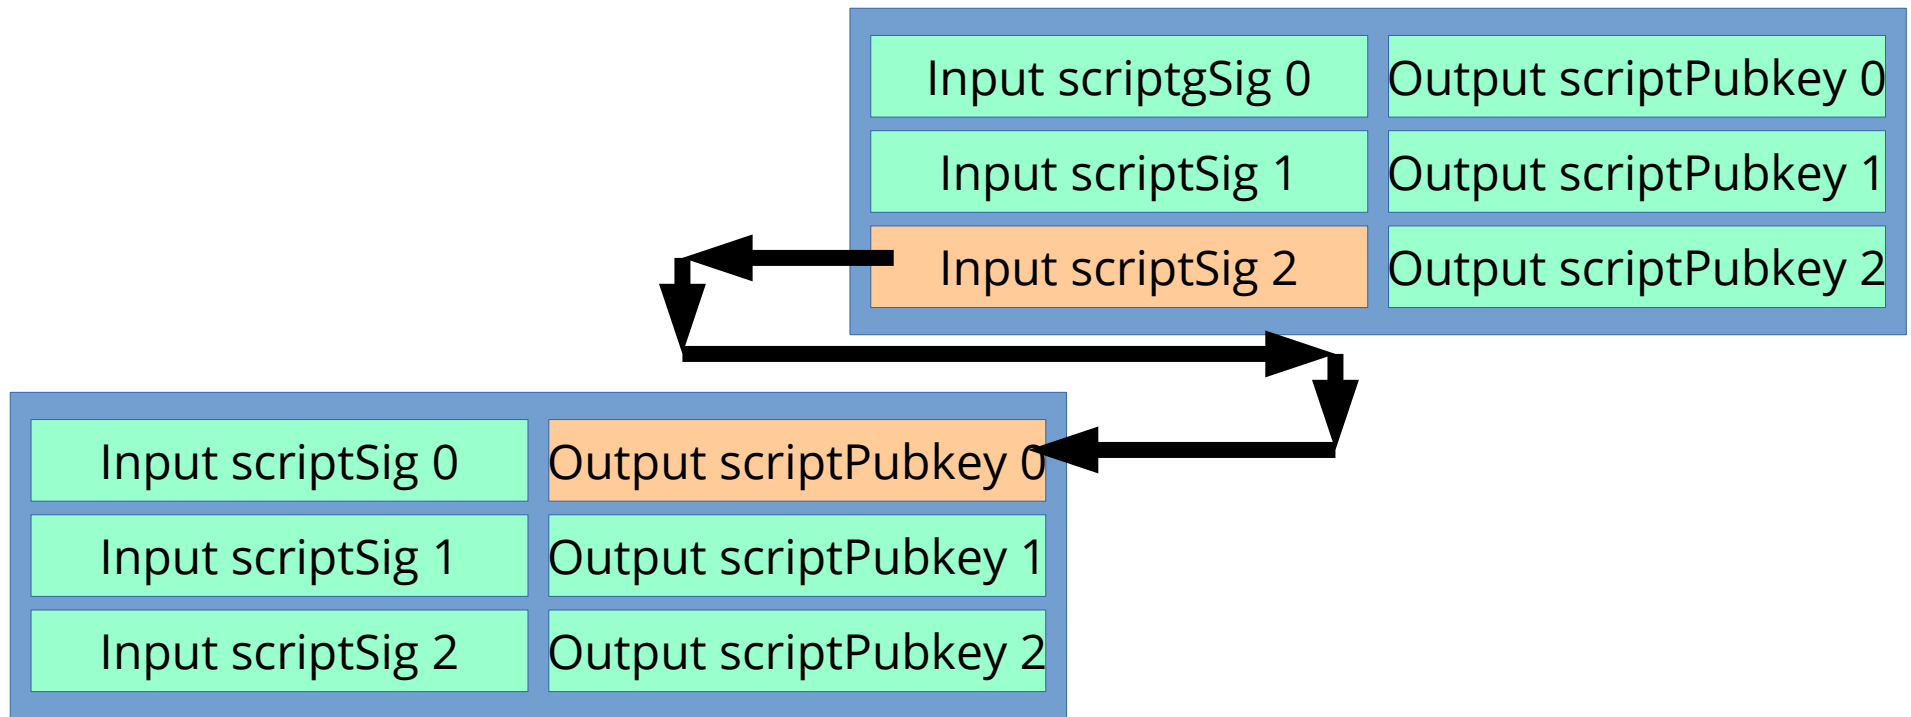 Input scriptgSig 0
Output scriptPubkey 0
Input scriptSig 1
Output scriptPubkey 1
Input scriptSig 2
Output scriptPubkey 2
Input scriptSig 0
Output scriptPubkey 0
Input scriptSig 1
Output scriptPubkey 1
Input scriptSig 2
Output scriptPubkey 2